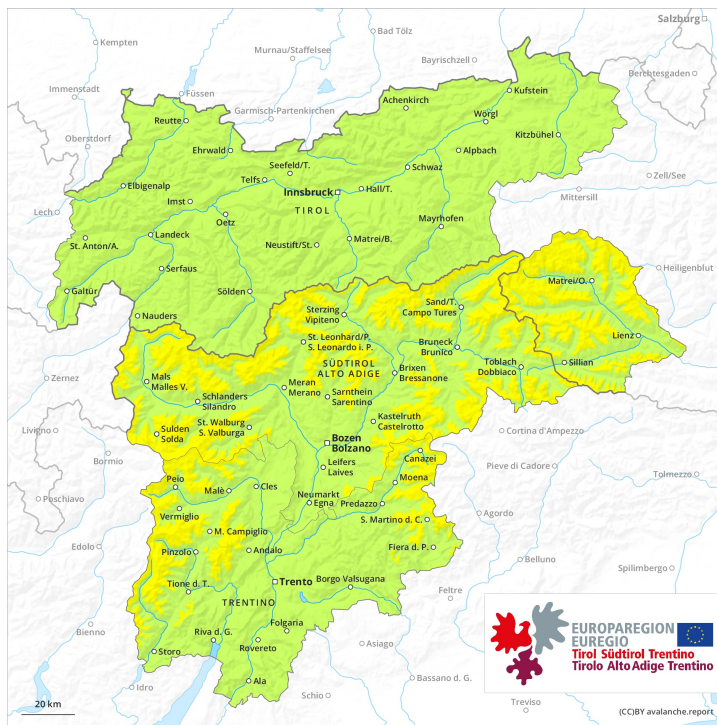 Salzburg
Kempten
Bad Tölz
Murnau/Staffelsee
Bayrischzell
Berchtesgaden
Immenstadt
Füssen
Garmisch-Partenkirchen
Achenkirch
Kufstein
Reutte
Wörgl
Oberstdorf
Ehrwald
Kitzbühel
Alpbach
Seefeld/T.
Schwaz
Zell/See
Telfs
Elbigenalp
Innsbruck
Hall/T.
Mittersill
Imst
TIROL
Lech
Oetz
Mayrhofen
St. Anton/A.
Landeck
Neustift/St.
Matrei/B.
Heiligenblut
Serfaus
Matrei/O.
Galtür
Sölden
Nauders
Sterzing
Vipiteno
Sand/T.
Campo Tures
Lienz
St. Leonhard/P.
S. Leonardo i. P.
Bruneck
Brunico
SÜDTIROL
ALTO ADIGE
Toblach
Dobbiaco
Sillian
Zernez
Mals
Malles V.
Meran
Merano
Brixen
Bressanone
Schlanders
Silandro
Sarnthein
Sarentino
Livigno
St. Walburg
S. Valburga
Kastelruth
Castelrotto
Sulden
Solda
Cortina d'Ampezzo
Bozen
Bolzano
Bormio
Canazei
Pieve di Cadore
Leifers
Laives
Tolmezzo
Peio
Moena
Poschiavo
Malè
Cles
Neumarkt
Egna
Predazzo
Vermiglio
Agordo
S. Martino d. C.
M. Campiglio
Edolo
Pinzolo
Andalo
Fiera d. P.
Belluno
Spilimbergo
Tione d. T.
Trento
Borgo Valsugana
Feltre
TRENTINO
Folgaria
Bienno
Riva d. G.
Rovereto
Asiago
Storo
Bassano d. G.
Idro
Ala
Schio
Treviso
EUROPAREGION
EUREGIO
Tirol Südtirol Trentino
Tirolo Alto Adige Trentino
20 km
(CC)BY avalanche.report